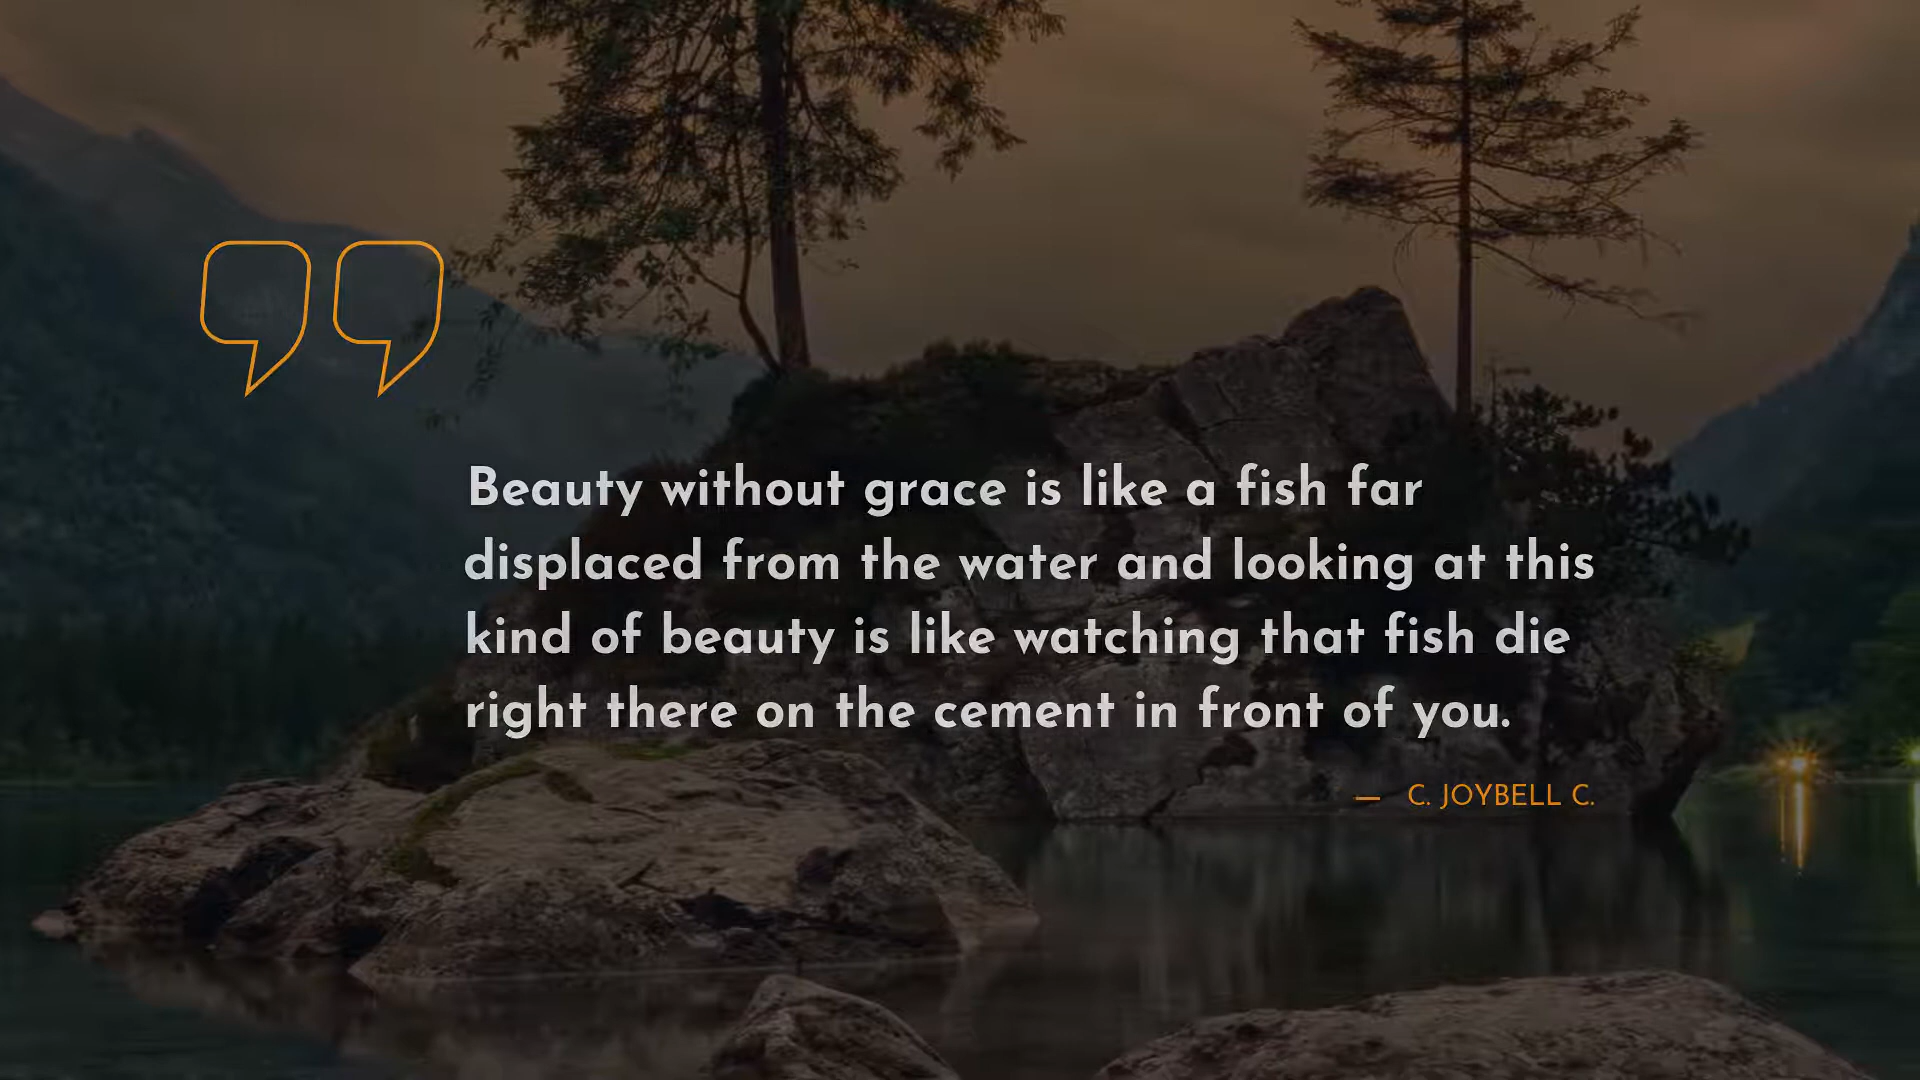 Beauty without grace is like a fish far
displaced from the water and looking at this
kind of beauty is like watching that fish die
right there on the cement in front of you.
— C. JOYBELL C.